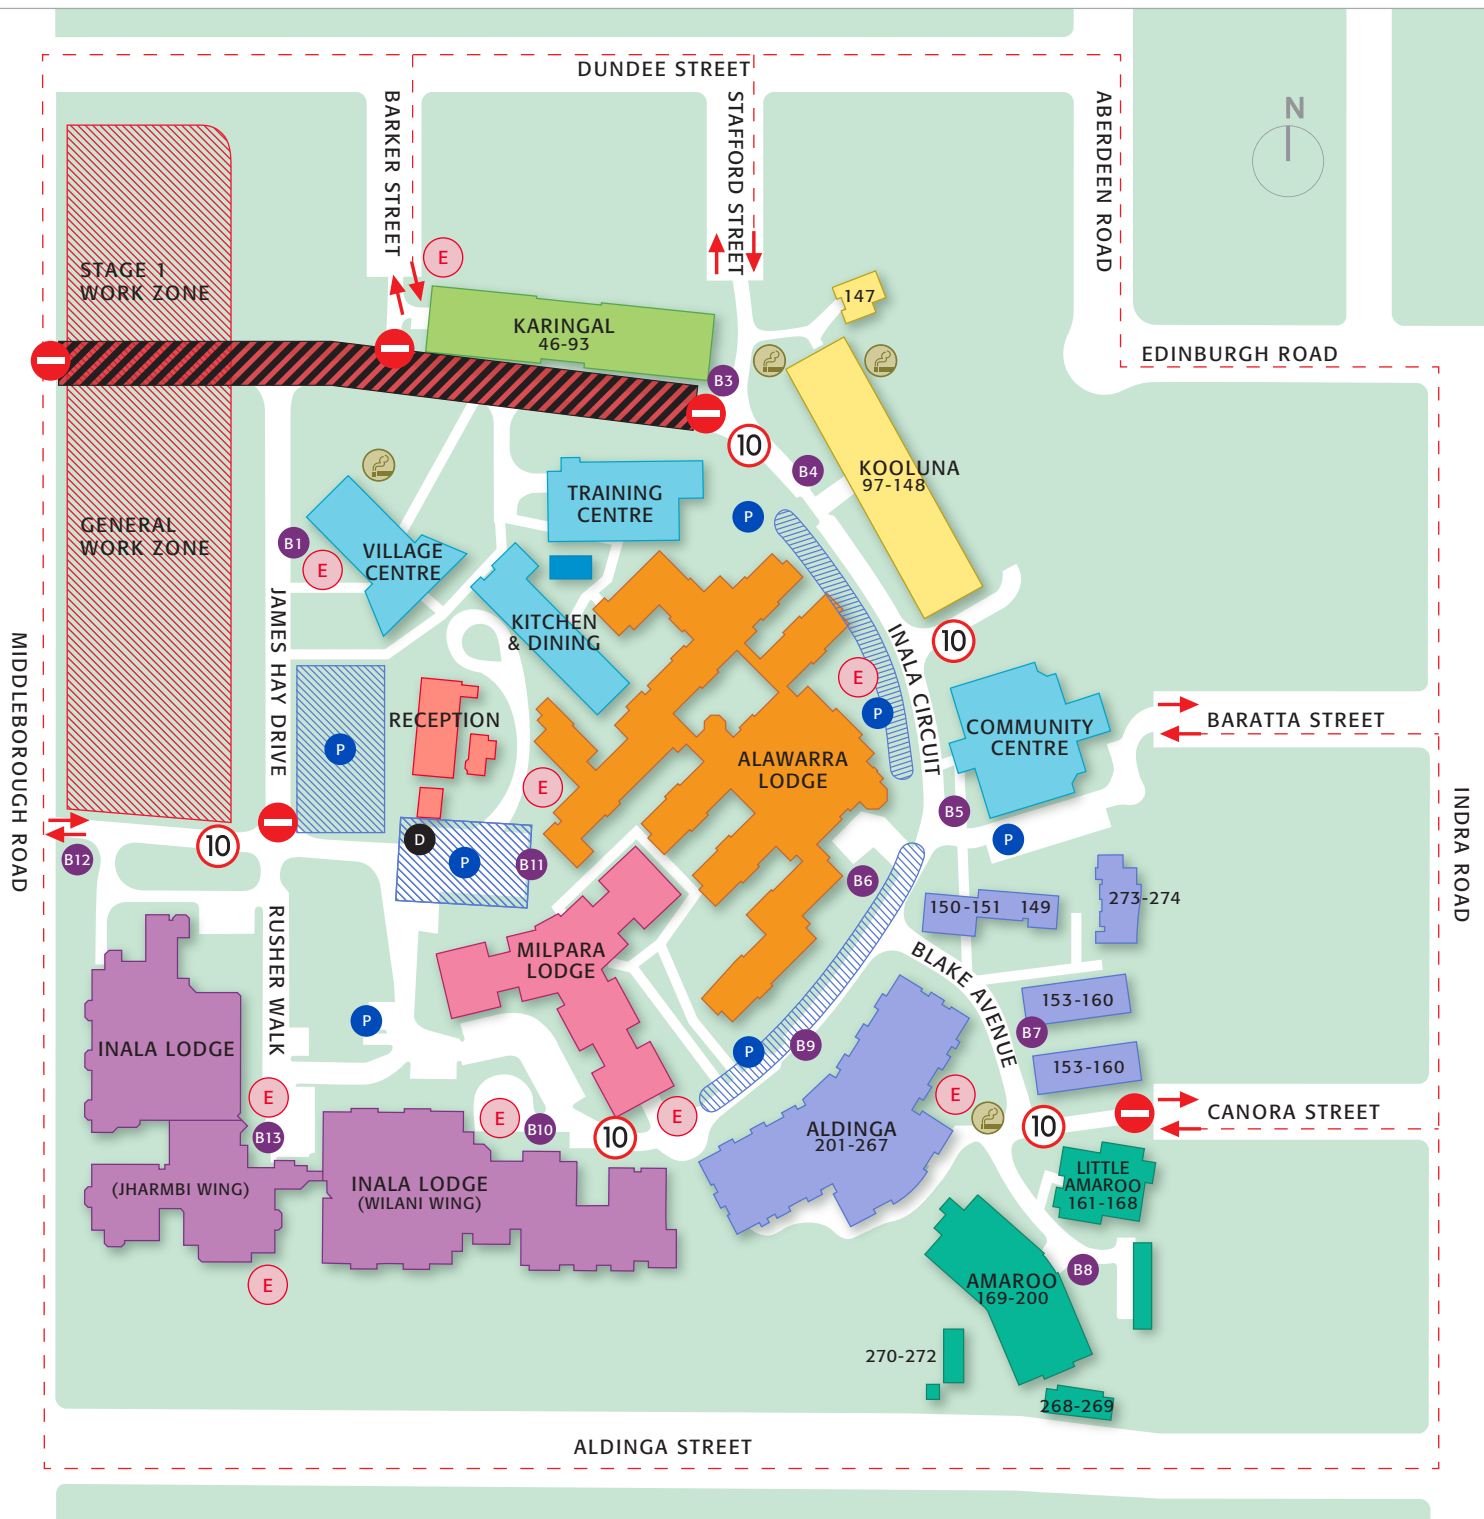 DUNDEE STREET
BARKER STREET
STAFFORD STREET
ABERDEEN ROAD
N
E
STAGE 1
WORK ZONE
147
KARINGAL
46-93
EDINBURGH ROAD
B3
10
KOOLUNA
97-148
B4
TRAINING
CENTRE
P
GENERAL
WORK ZONE
B1
E
VILLAGE
CENTRE
KITCHEN
& DINING
10
JAMES HAY DRIVE
MIDDLEBOROUGH ROAD
INALA CIRCUIT
E
P
RECEPTION
P
COMMUNITY
CENTRE
BARATTA STREET
ALAWARRA
LODGE
E
B5
INDRA ROAD
10
B12
D
P
B11
P
B6
150-151
149
273-274
RUSHER WALK
MILPARA
LODGE
BLAKE AVENUE
153-160
P
B7
INALA LODGE
P
B9
153-160
E
E
E
B10
E
B13
10
ALDINGA
201-267
10
CANORA STREET
LITTLE
AMAROO
161-168
(JHARMBI WING)
INALA LODGE
(WILANI WING)
E
AMAROO
169-200
B8
270-272
268-269
ALDINGA STREET